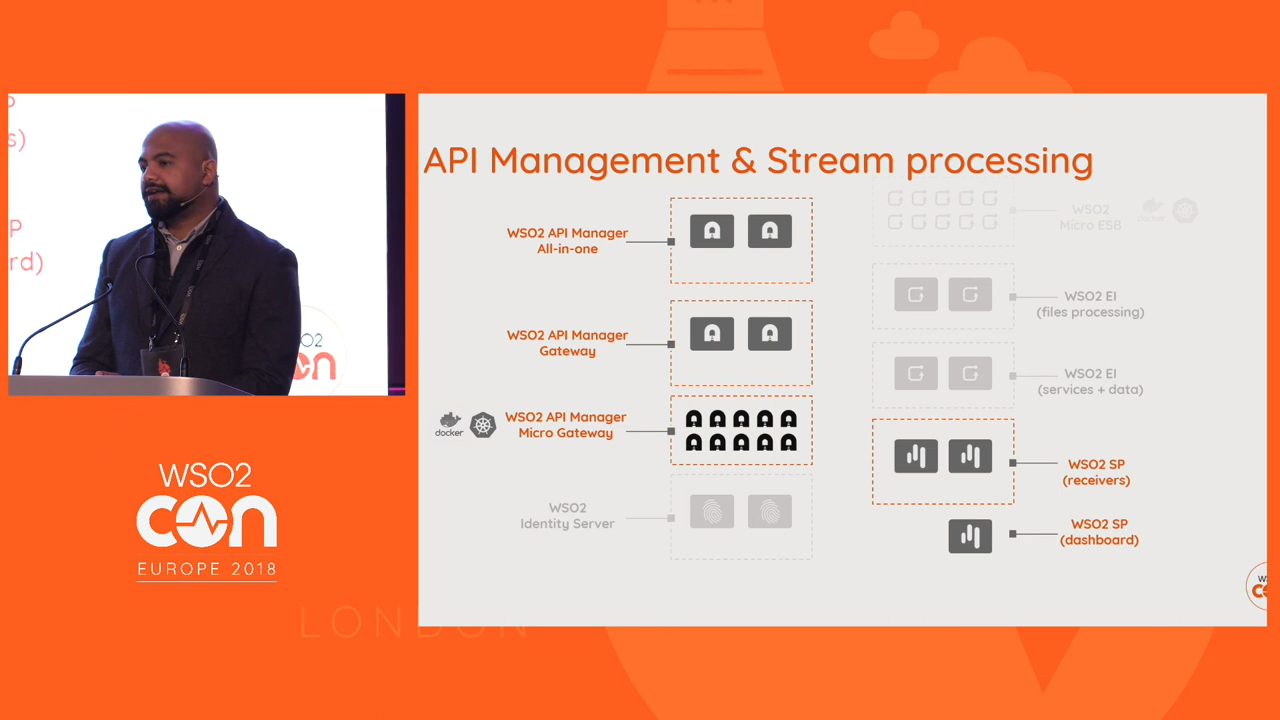 API Management & Stream processing
WSO2 API Manager
All-in-one
WSO2 API Manager
Gateway
docker
WSO2 API Manager
Micro Gateway
WSO2
Identity Server
WSO2
Micro ESB
docker
WSO2 EI
(files processing)
WSO2 EI
(services + data)
WSO2 SP
(receivers)
WSO2 SP
(dashboard)
P
s)
P
rd)
WSO2
CON
EUROPE 2018
LONDON